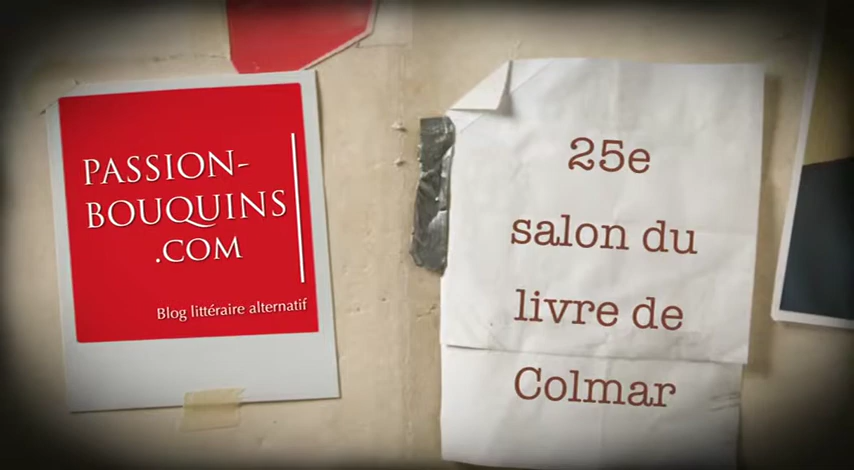 PASSION-
BOUQUINS
.COM
Blog littéraire alternatif
25e
salon du
livre de
Colmar